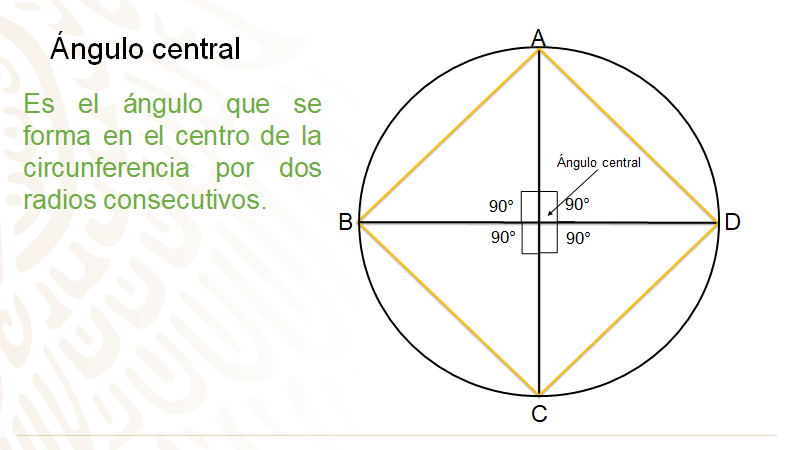 Ángulo central
Es el ángulo que se
forma en el centro de la
circunferencia por dos
radios consecutivos.
A
Ángulo central
90°
90°
B
D
90°
90°
C